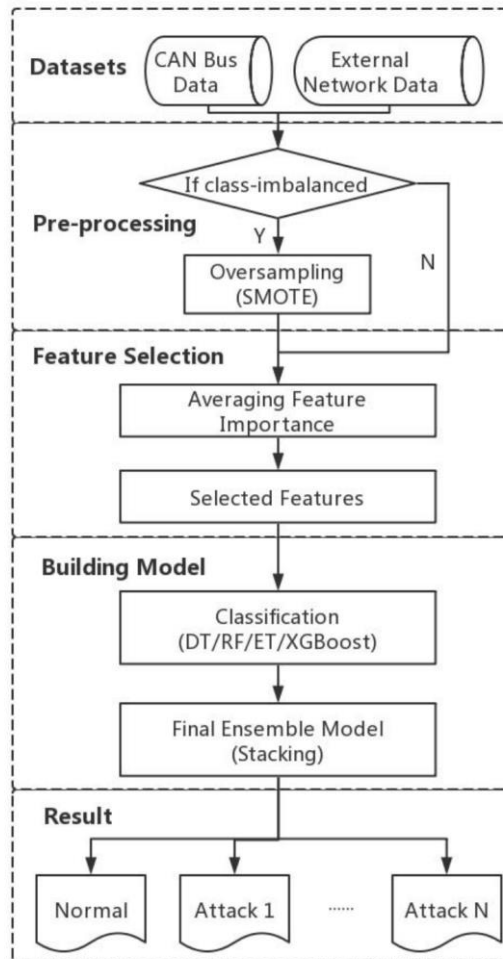 Datasets
CAN Bus
Data
External
Network Data
If class-imbalanced
Pre-processing
Y
N
Oversampling
(SMOTE)
Feature Selection
Averaging Feature
Importance
Selected Features
Building Model
Classification
(DT/RF/ET/XGBoost)
Final Ensemble Model
(Stacking)
Result
Normal
Attack 1
......
Attack N